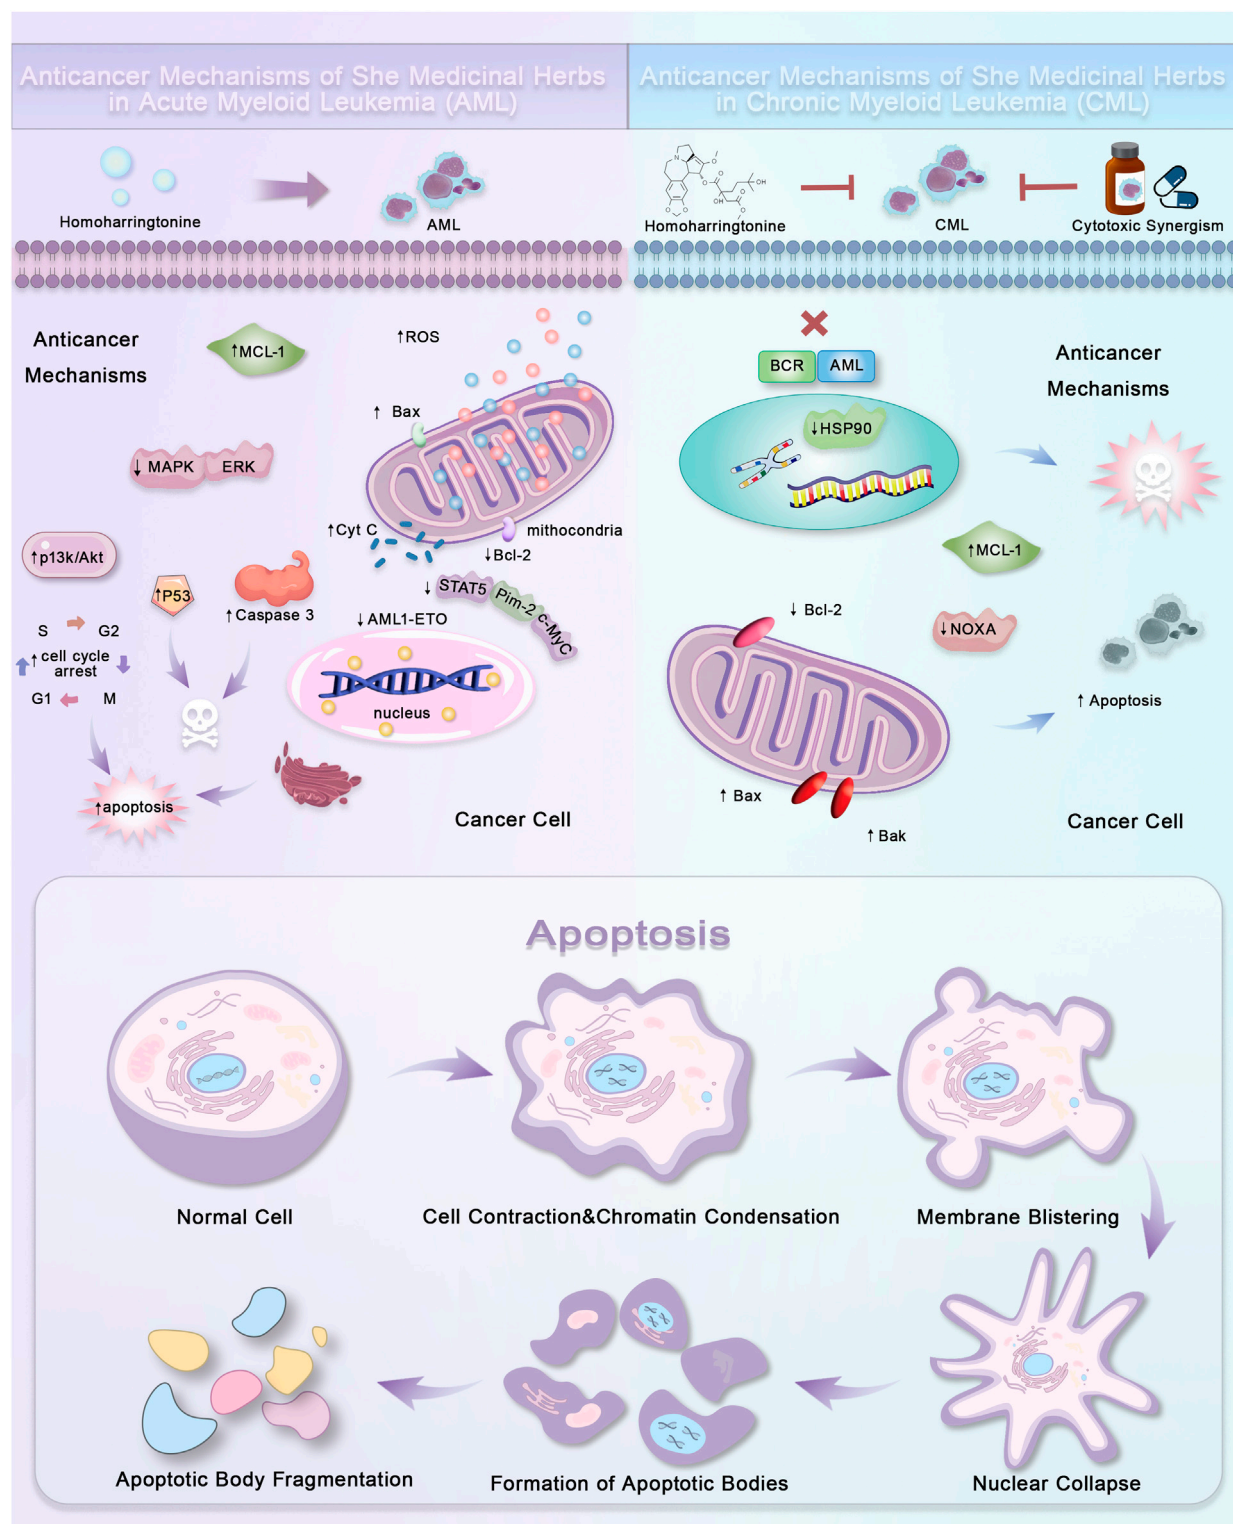 Anticancer Mechanisms of She Medicinal Herbs
in Acute Myeloid Leukemia (AML)
Anticancer Mechanisms of She Medicinal Herbs
in Chronic Myeloid Leukemia (CML)
Homoharringtonine
AML
N
O
O
O
O
O
OH
OH
O
O
O
Homoharringtonine
CML
Cytotoxic Synergism
Anticancer
Mechanisms
↑MCL-1
↑ROS
↑ Bax
↓ MAPK ERK
↑Cyt C
mithocondria
↓Bcl-2
↑p13k/Akt
↑P53
↑Caspase 3
↓ STAT5 Pim-2 c-MyC
↓AML1-ETO
S
G2
↑ cell cycle
arrest
G1
M
nucleus
↑apoptosis
Cancer Cell
BCR AML
Anticancer
Mechanisms
↓HSP90
↑MCL-1
↓ Bcl-2
↓NOXA
↑ Apoptosis
↑ Bax
↑ Bak
Cancer Cell
Apoptosis
Normal Cell
Cell Contraction&Chromatin Condensation
Membrane Blistering
Apoptotic Body Fragmentation
Formation of Apoptotic Bodies
Nuclear Collapse